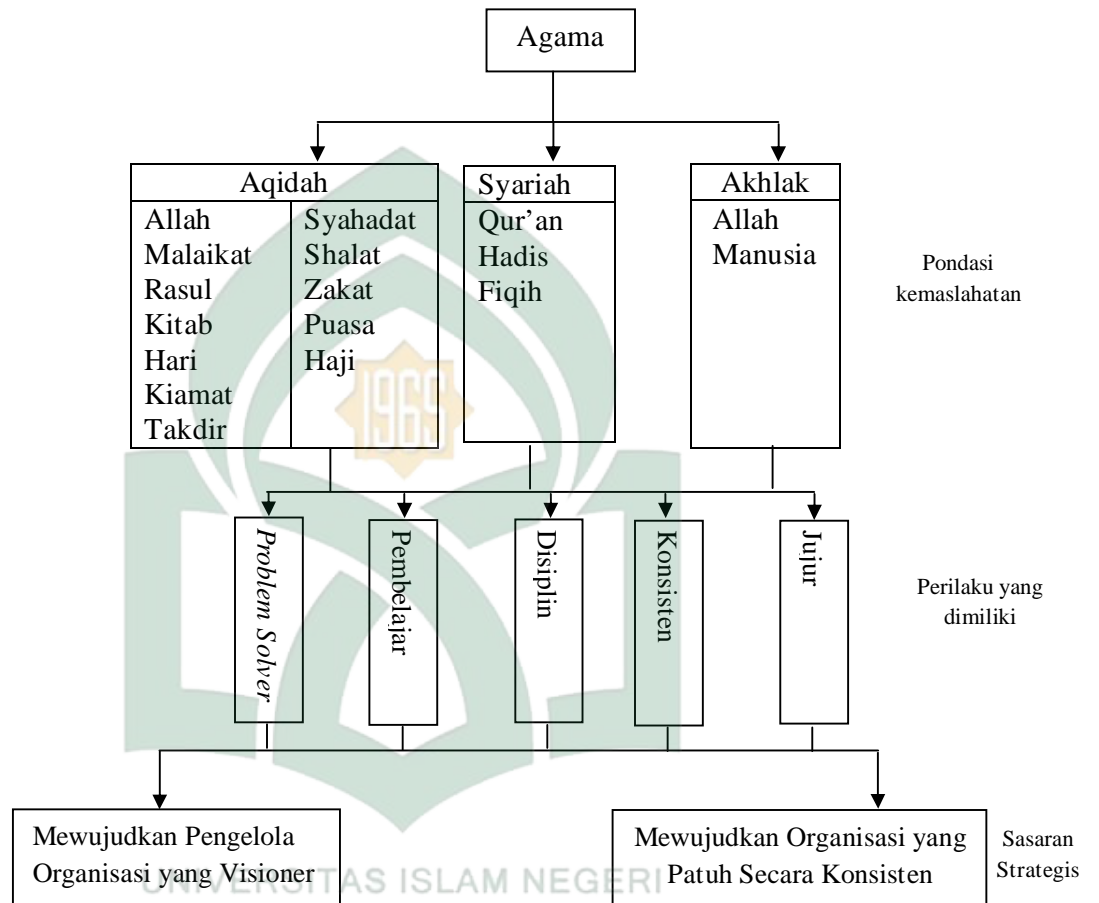 Agama
Aqidah
Allah
Malaikat
Rasul
Kitab
Hari
Kiamat
Takdir
Syahadat
Shalat
Zakat
Puasa
Haji
Syariah
Qur’an
Hadis
Fiqih
Akhlak
Allah
Manusia
Pondasi
kemaslahatan
1965
Problem Solver
Pembelajar
Disiplin
Konsisten
Jujur
Perilaku yang
dimiliki
Mewujudkan Pengelola
Organisasi yang Visioner
Mewujudkan Organisasi yang
Patuh Secara Konsisten
Sasaran
Strategis
UNIVERSITAS ISLAM NEGERI